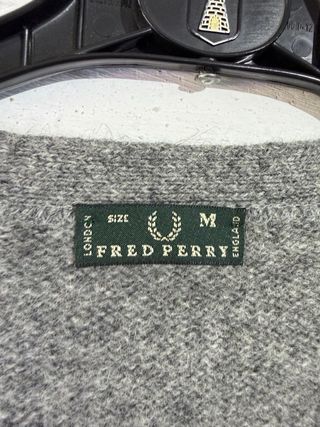 SIZE M
LONDON
FRED PERRY
ENGLAND